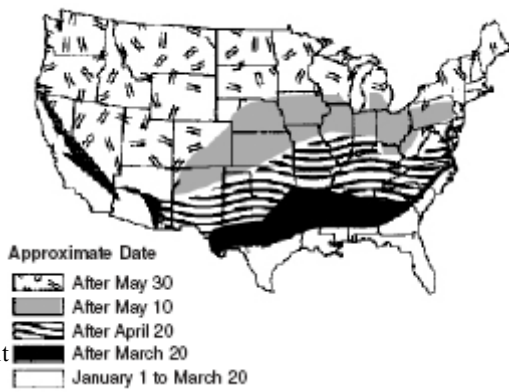 Approximate Date
After May 30
After May 10
After April 20
t After March 20
January 1 to March 20